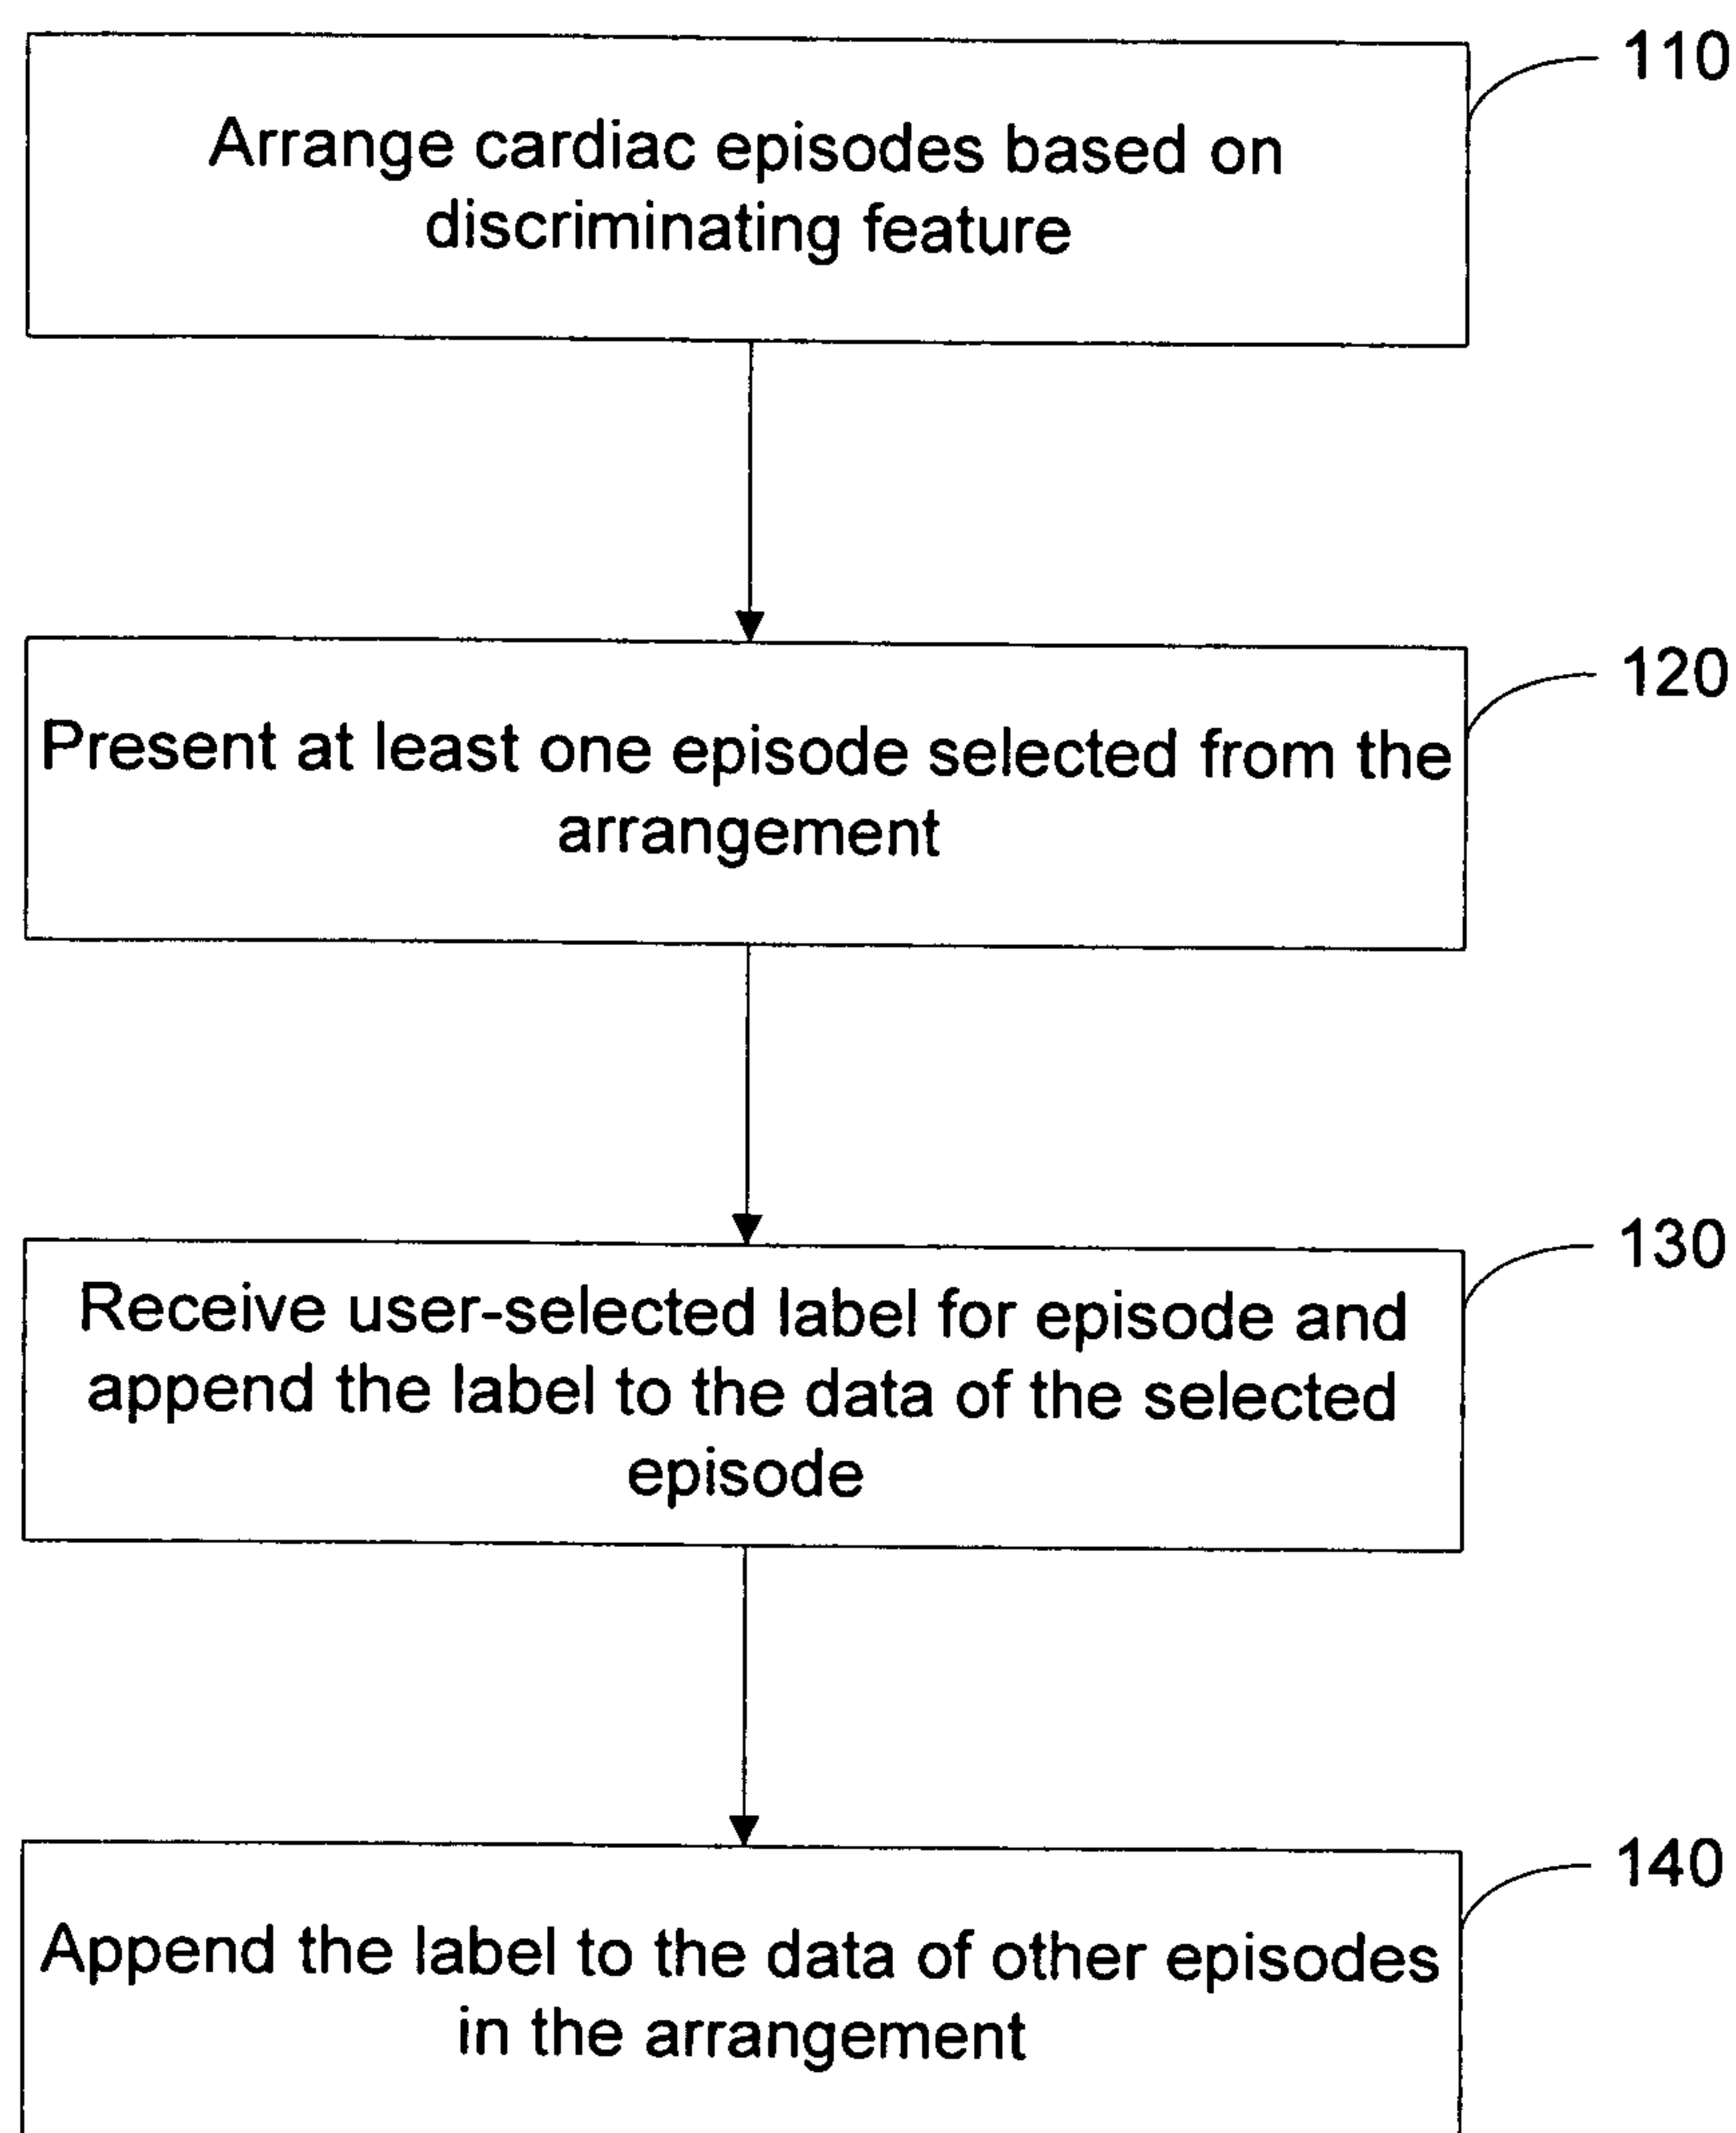 110
Arrange cardiac episodes based on
discriminating feature
120
Present at least one episode selected from the
arrangement
130
Receive user-selected label for episode and
append the label to the data of the selected
episode
140
Append the label to the data of other episodes
in the arrangement